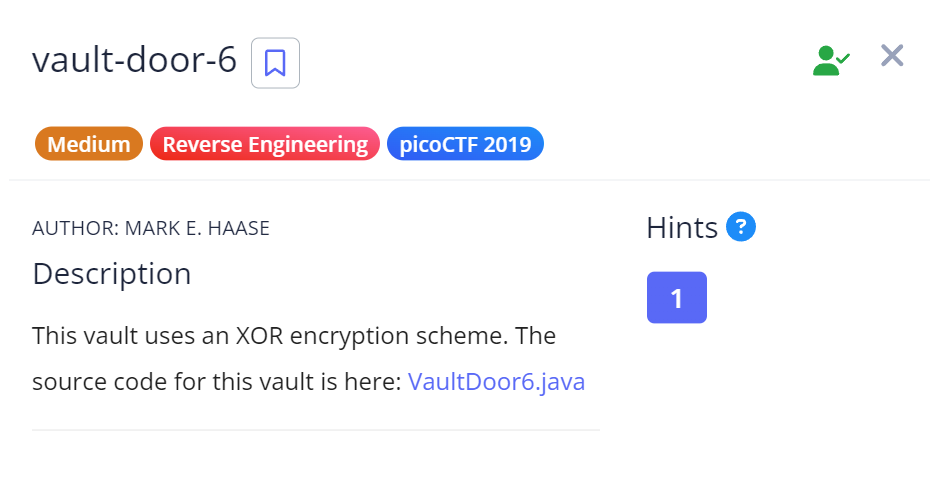 vault-door-6
Medium Reverse Engineering picoCTF 2019
AUTHOR: MARK E. HAASE
Hints ?
Description
1
This vault uses an XOR encryption scheme. The
source code for this vault is here: VaultDoor6.java